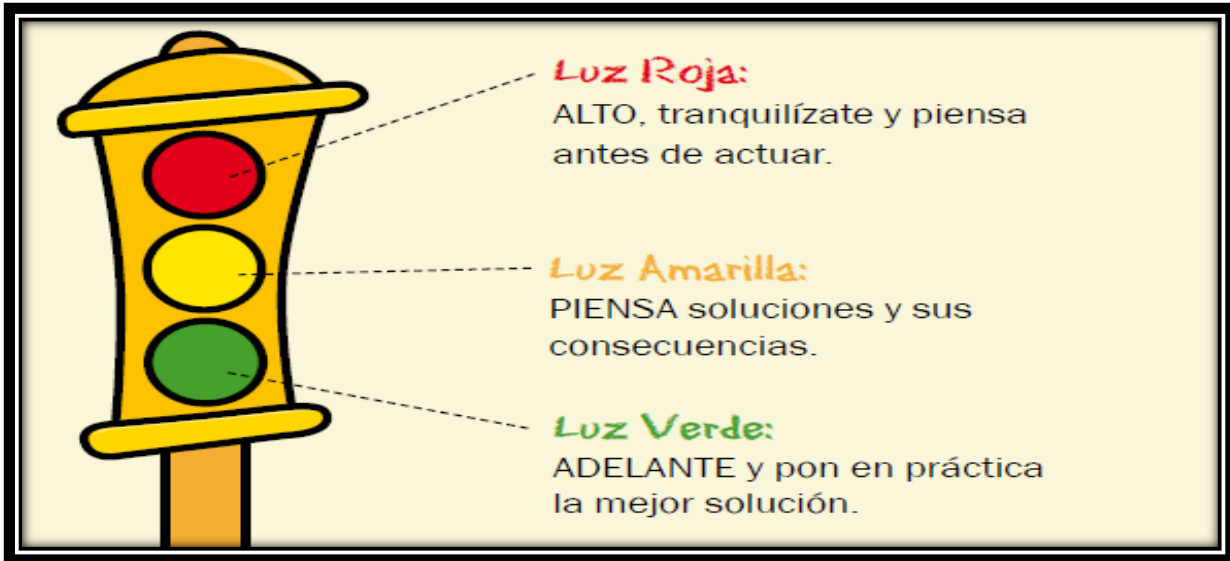 Luz Roja:
ALTO, tranquilízate y piensa
antes de actuar.
Luz Amarilla:
PIENSA soluciones y sus
consecuencias.
Luz Verde:
ADELANTE y pon en práctica
la mejor solución.